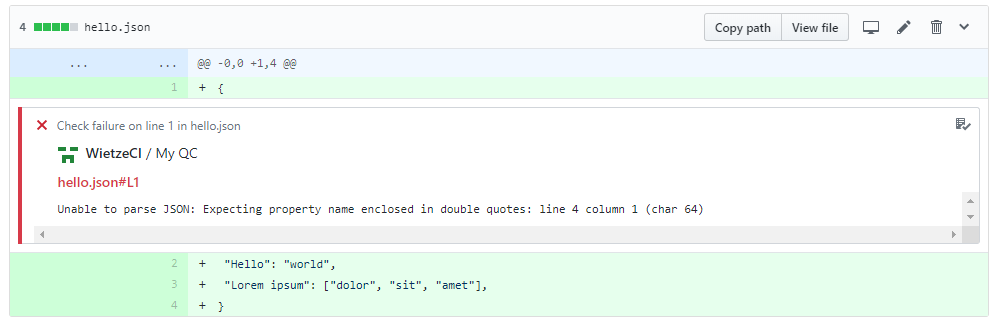 4 hello.json Copy path View file
... ... @@ -0,0 +1,4 @@
1 + {
Check failure on line 1 in hello.json
WietzeCI / My QC
hello.json#L1
Unable to parse JSON: Expecting property name enclosed in double quotes: line 4 column 1 (char 64)
2 + "Hello": "world",
3 + "Lorem ipsum": ["dolor", "sit", "amet"],
4 + }